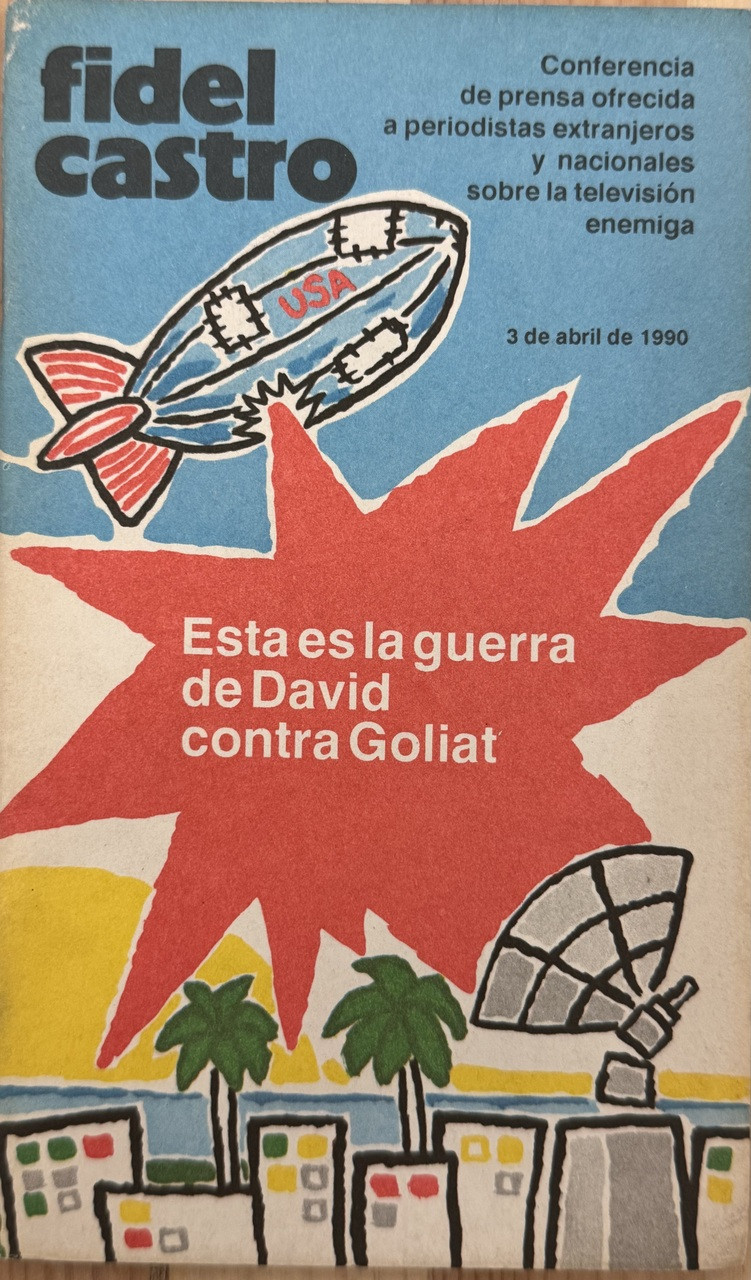 fidel
castro
Conferencia
de prensa ofrecida
a periodistas extranjeros
y nacionales
sobre la televisión
enemiga
3 de abril de 1990
USA
Esta es la guerra
de David
contra Goliat